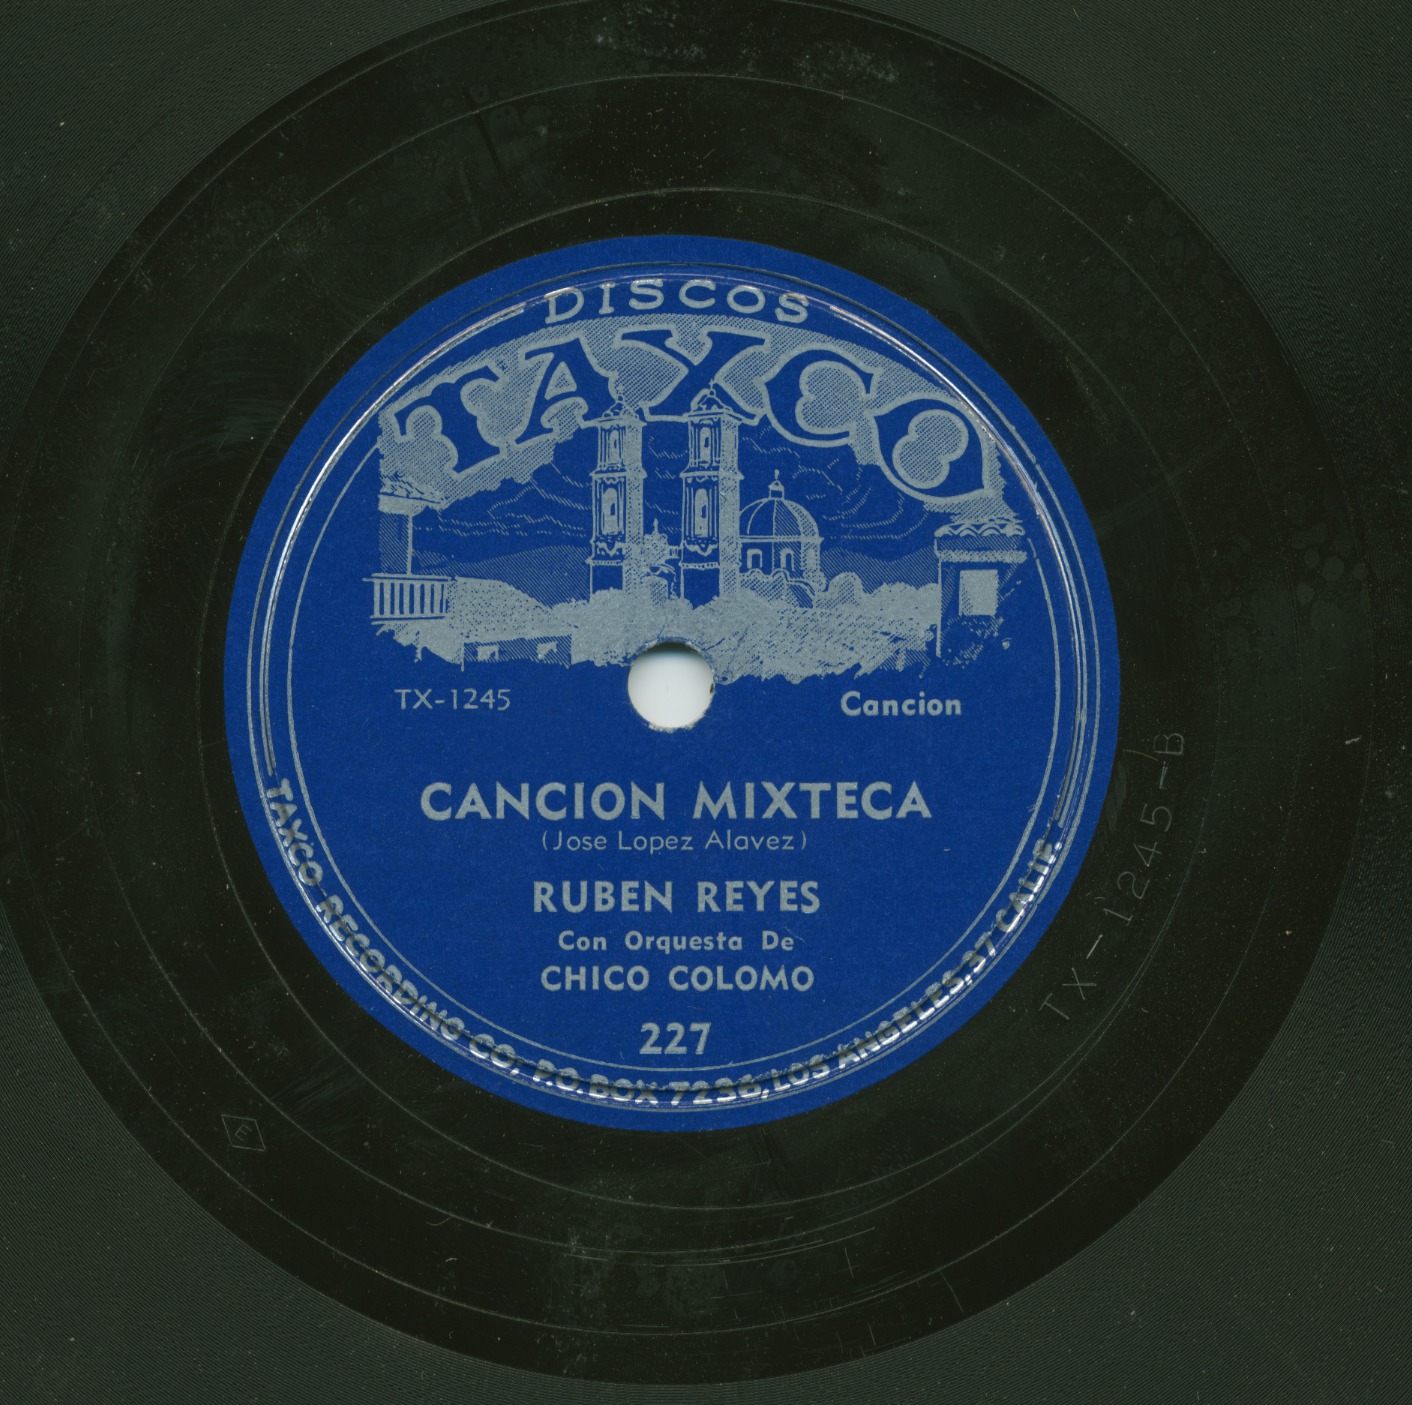 DISCOS
TAXCO
TX-1245
Cancion
CANCION MIXTECA
(Jose Lopez Alavez)
RUBEN REYES
Con Orquesta De
CHICO COLOMO
227
TAXCO RECORDING CO, P.O.BOX 7236, LOS ANGELES, 37 CALIF.
TX-1245-B
E